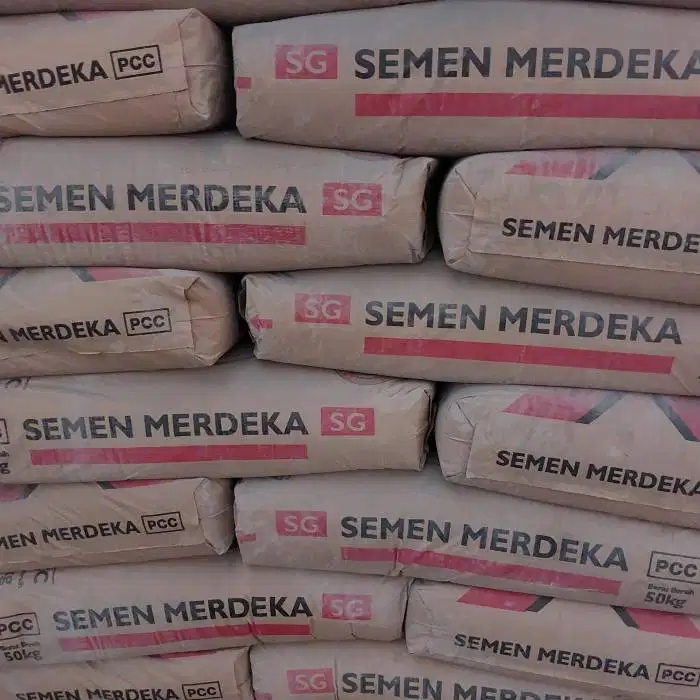 MERDEKA PCC
SG SEMEN MERDEKA
SEMEN MERDEKA SG
SEMEN MERDE
MERDEKA PCC
SG SEMEN MERDEKA
SEMEN MERDEKA SG
SEMEN MERDEKA
MEN MERDEKA PCC
SG SEMEN MERDEKA PCC
Berat Bersih
50kg
PCC SEMEN MERDEKA SG
50kg
SEMEN MERDEKA PCC
SEMEN MERDEKA PCC
SG SEMEN MERDEKA